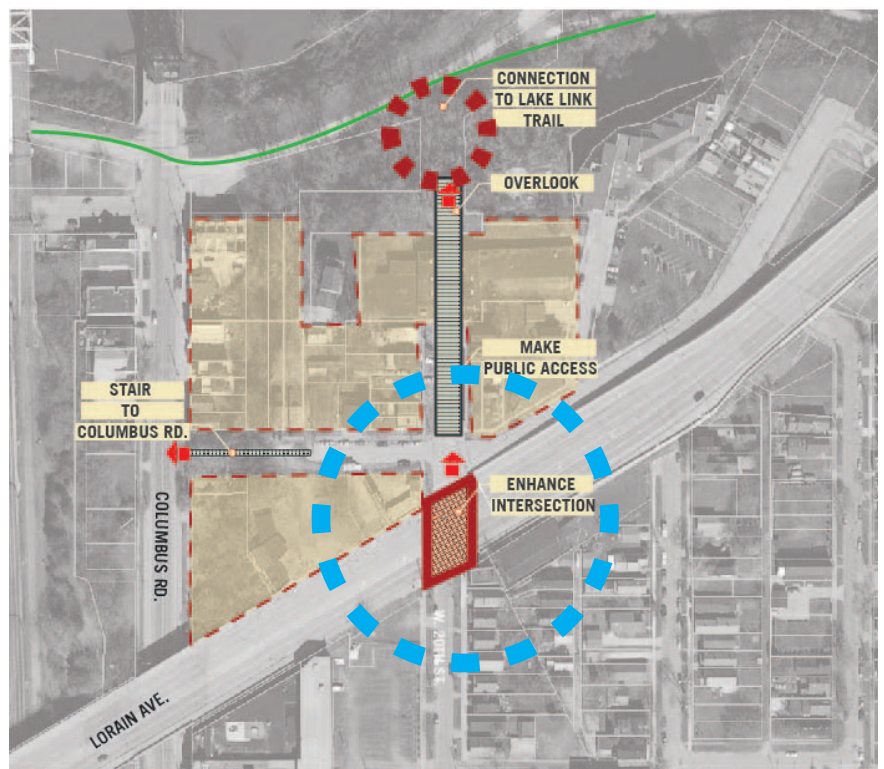 CONNECTION
TO LAKE LINK
TRAIL
OVERLOOK
MAKE
PUBLIC ACCESS
STAIR
TO
COLUMBUS RD.
ENHANCE
INTERSECTION
COLUMBUS RD.
W. 20TH ST.
LORAIN AVE.